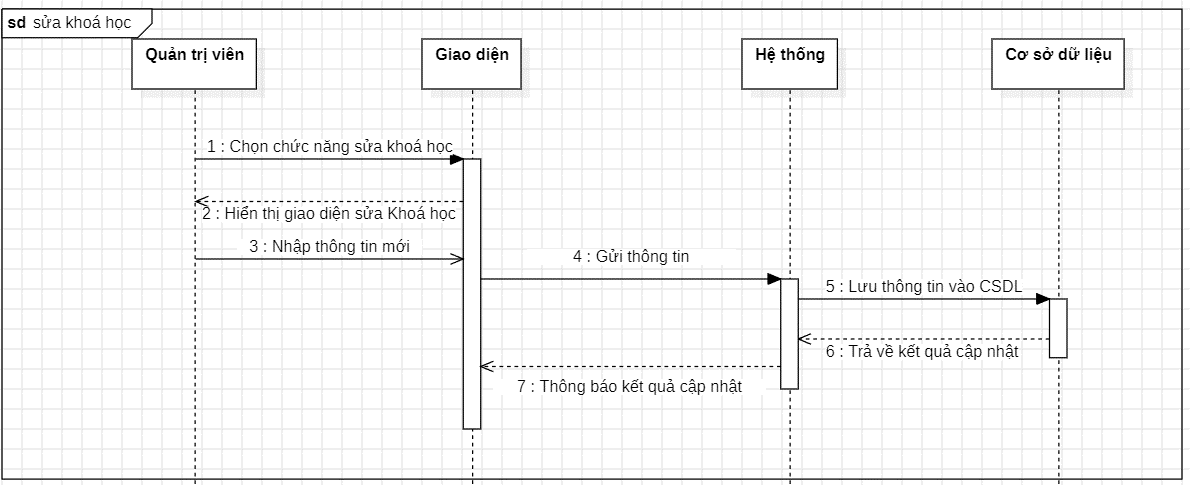 sd sửa khoá học
Quản trị viên
Giao diện
Hệ thống
Cơ sở dữ liệu
1 : Chọn chức năng sửa khoá học
2 : Hiển thị giao diện sửa Khoá học
3 : Nhập thông tin mới
4 : Gửi thông tin
5 : Lưu thông tin vào CSDL
6 : Trả về kết quả cập nhật
7 : Thông báo kết quả cập nhật